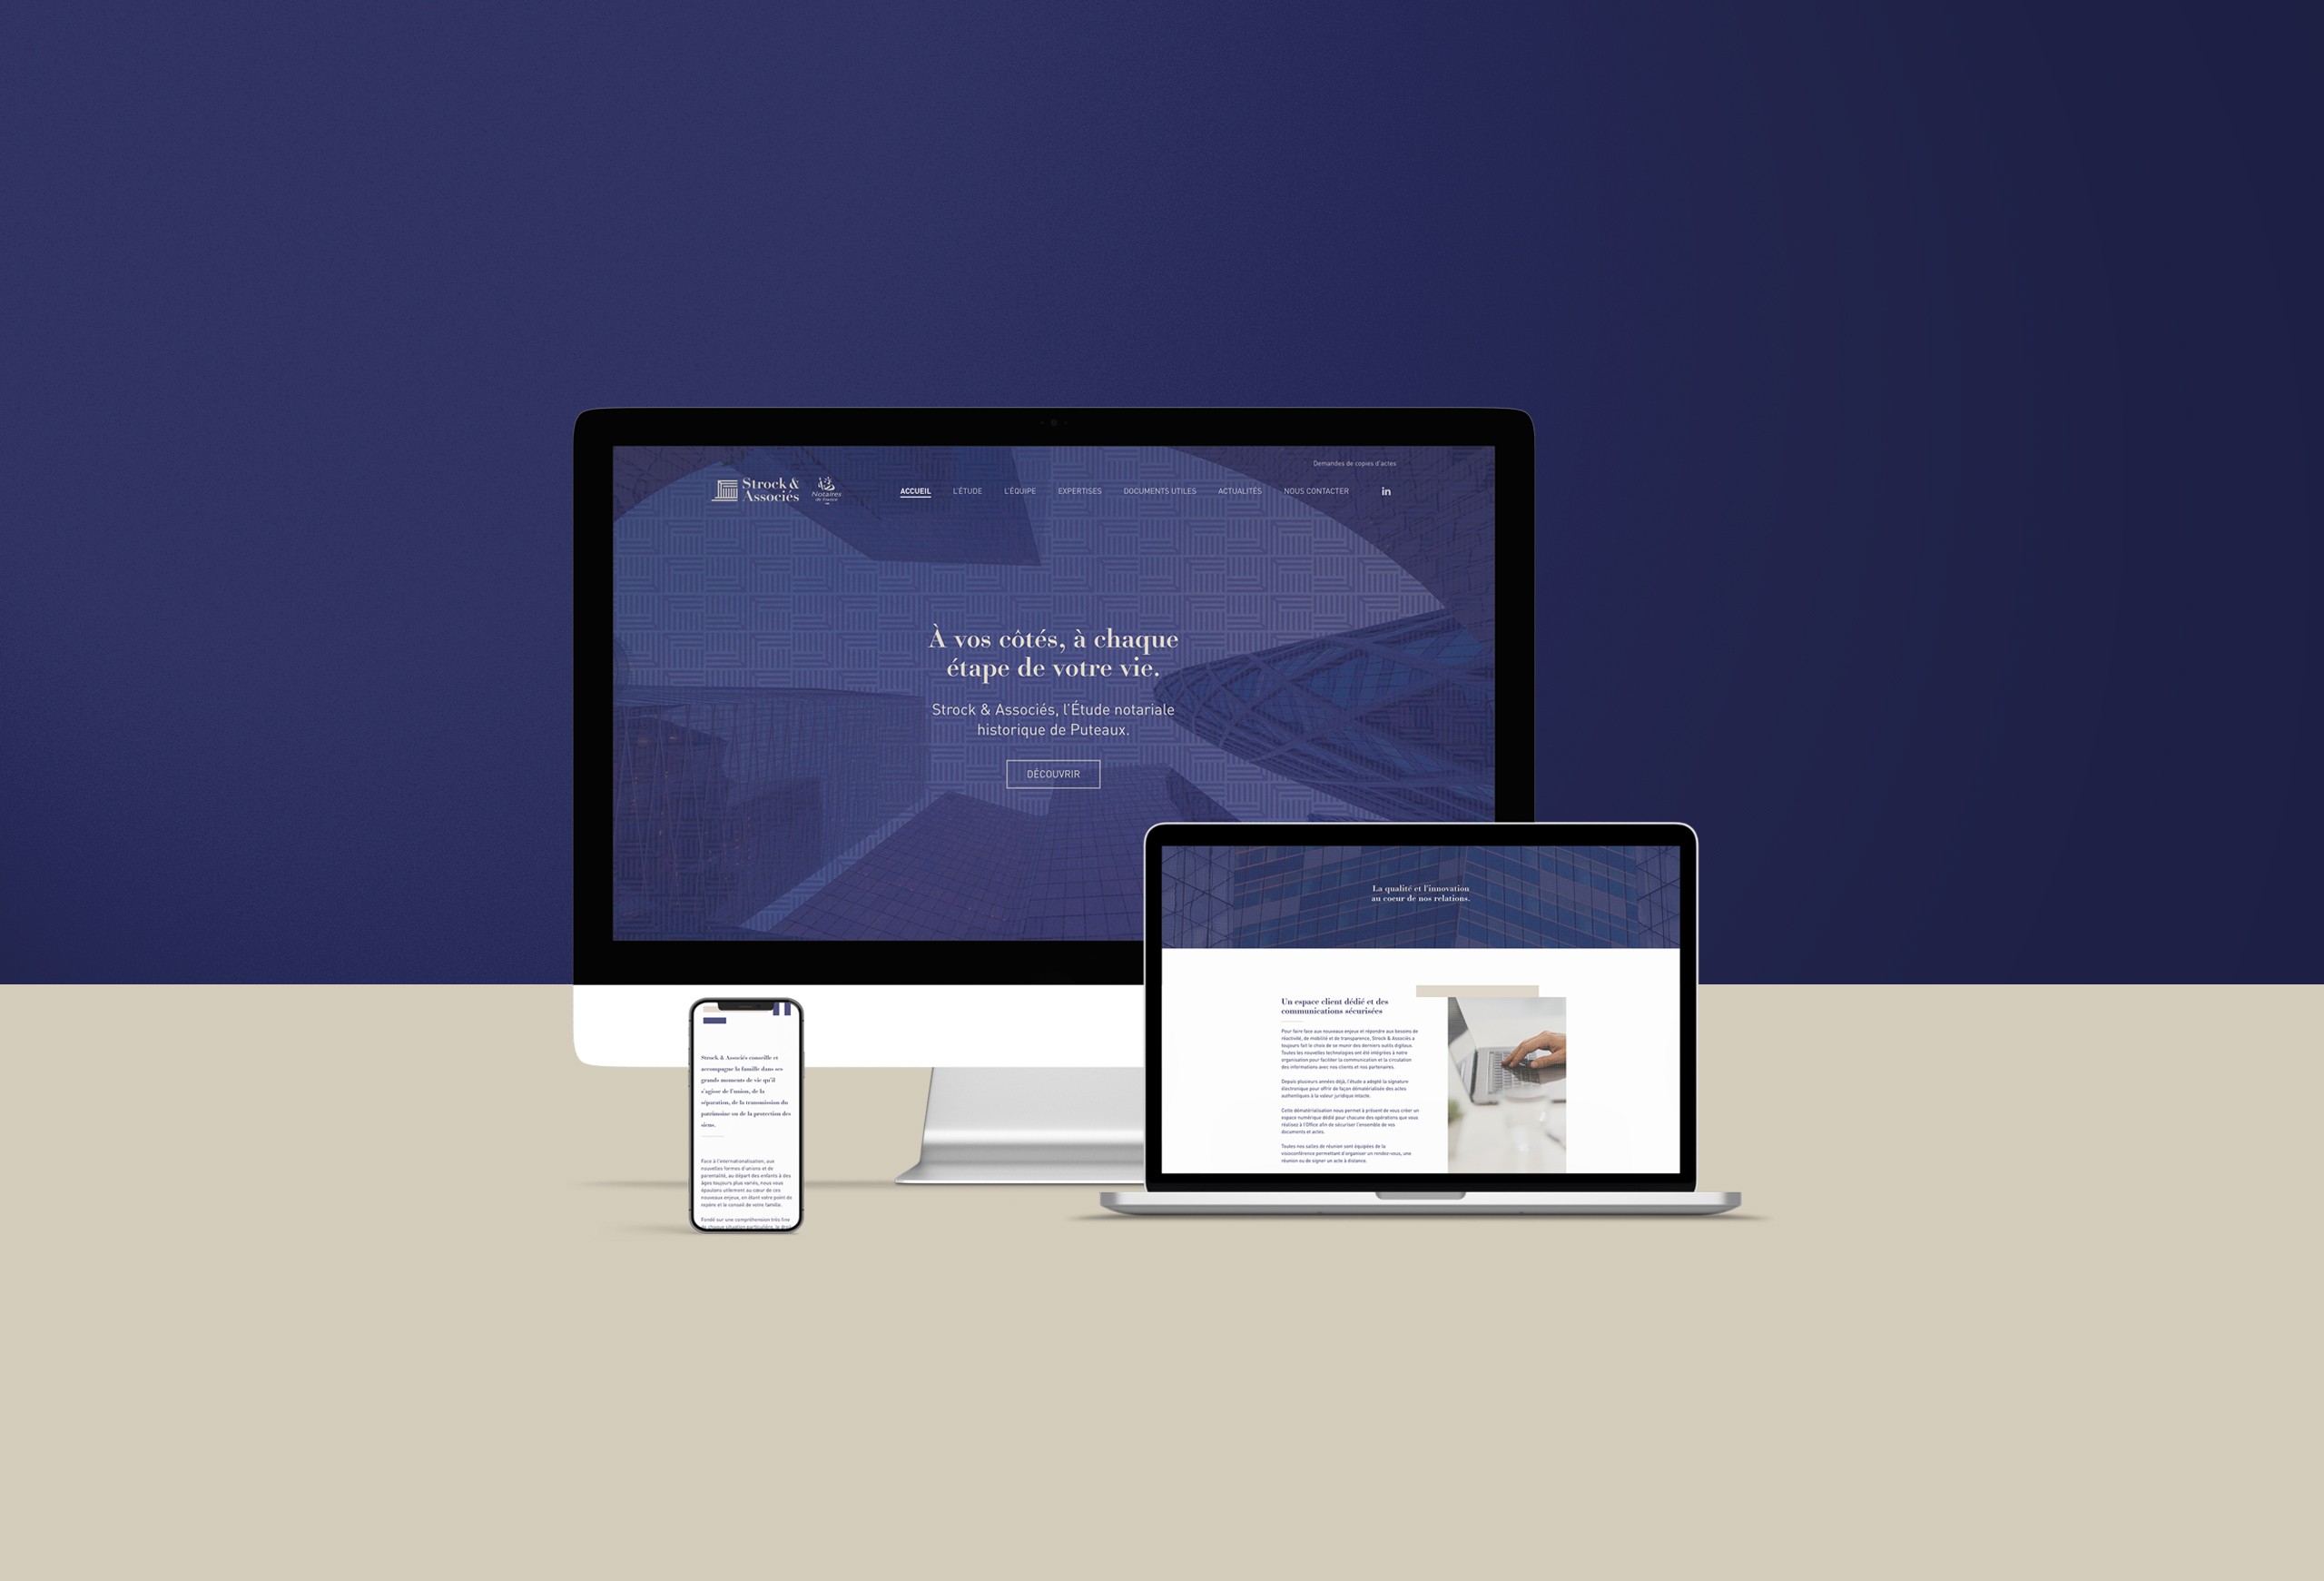 Demandes de copies d'actes
Strock &
Associés
Notaires
de France
ACCUEIL L'ÉTUDE L'ÉQUIPE EXPERTISES DOCUMENTS UTILES ACTUALITÉS NOUS CONTACTER in
À vos côtés, à chaque
étape de votre vie.
Strock & Associés, l'Étude notariale
historique de Puteaux.
DÉCOUVRIR
La qualité et l'innovation
au coeur de nos relations.
Un espace client dédié et des
communications sécurisées
Pour faire face aux nouveaux enjeux et répondre aux besoins de
réactivité, de mobilité et de transparence, Strock & Associés a
toujours fait le choix de se munir des derniers outils digitaux.
Toutes les nouvelles technologies ont été intégrées à notre
organisation pour faciliter la communication et la circulation
des informations avec nos clients et nos partenaires.
Depuis plusieurs années déjà, l'étude a adopté la signature
électronique pour offrir de façon dématérialisée des actes
authentiques à la valeur juridique intacte.
Cette dématérialisation nous permet à présent de vous créer un
espace numérique dédié pour chacune des opérations que vous
réalisez à l'Office afin de sécuriser l'ensemble de vos
documents et actes.
Toutes nos salles de réunion sont équipées de la
visioconférence permettant d'organiser un rendez-vous, une
réunion ou de signer un acte à distance.
Strock & Associés conseille et
accompagne la famille dans ses
grands moments de vie qu'il
s'agisse de l'union, de la
séparation, de la transmission du
patrimoine ou de la protection des
siens.
Face à l'internationalisation, aux
nouvelles formes d'unions et de
parentalité, au départ des enfants à des
âges toujours plus variés, nous vous
épaulons utilement au cœur de ces
nouveaux enjeux, en étant votre point de
repère et le conseil de votre famille.
Fondé sur une compréhension très fine
de chaque situation particulière, le droit